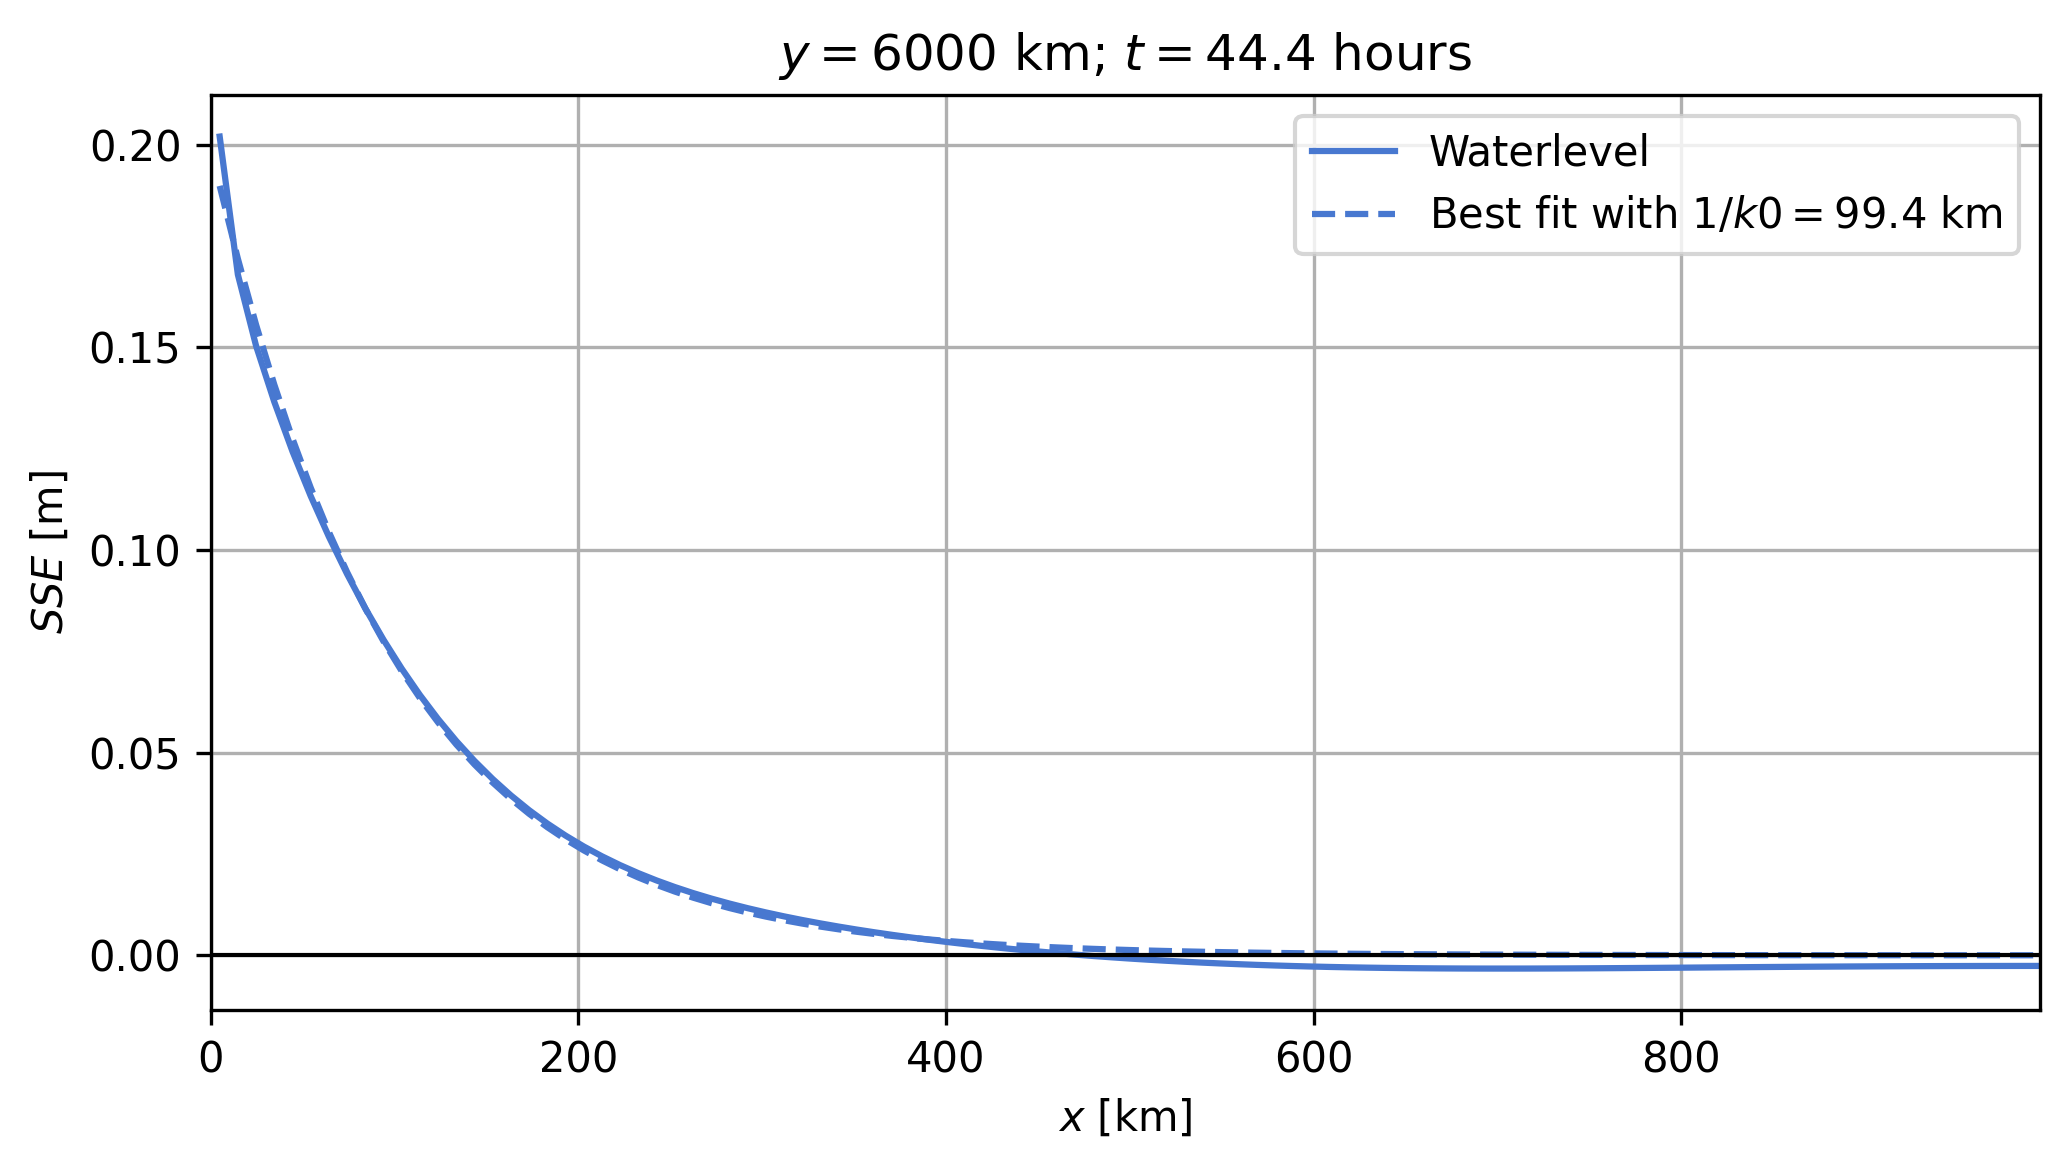 y = 6000 km; t = 44.4 hours
Waterlevel
Best fit with 1/k0 = 99.4 km
SSE [m]
0.20
0.15
0.10
0.05
0.00
0 200 400 600 800
x [km]